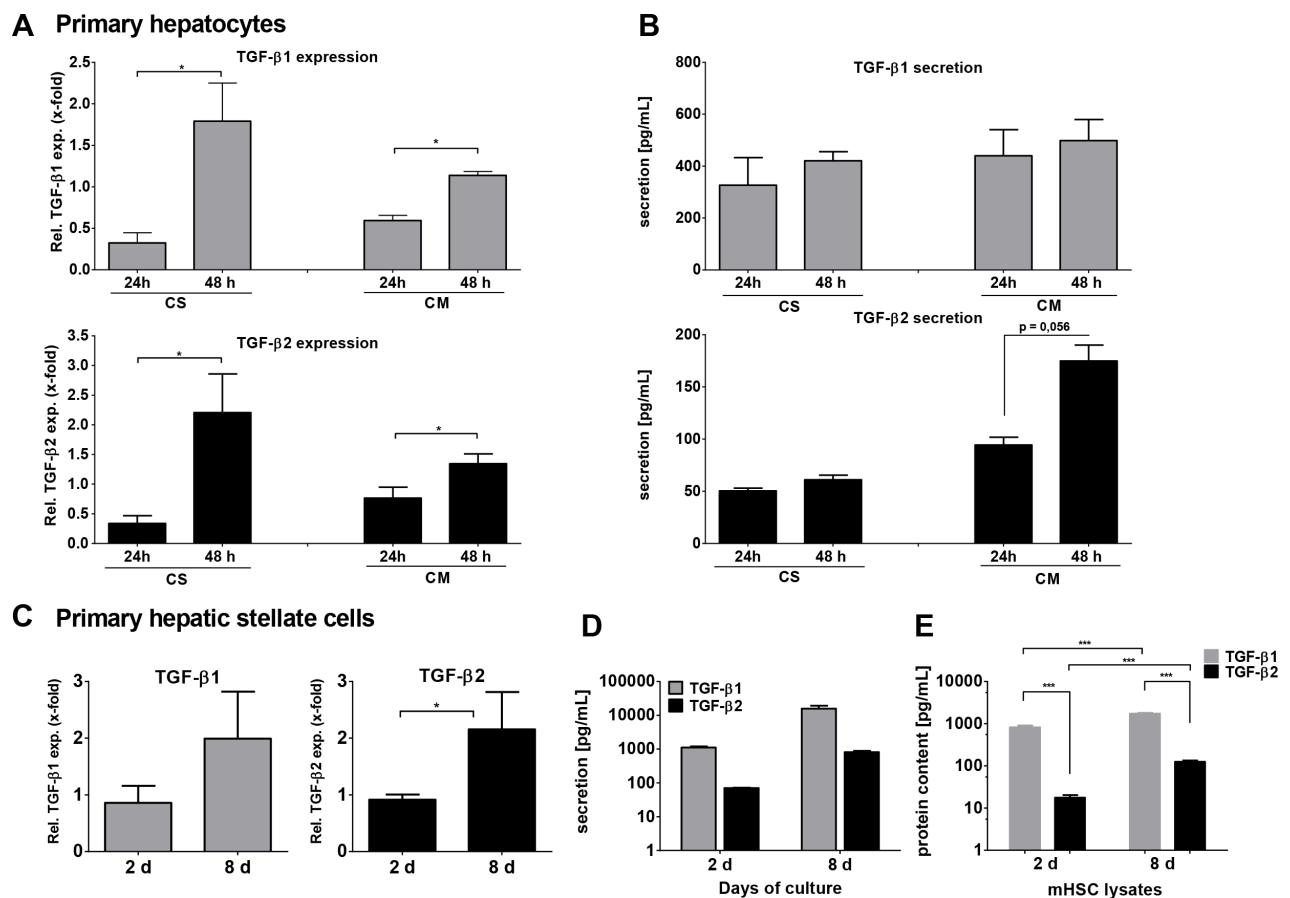 A Primary hepatocytes
TGF-β1 expression
Rel. TGF-β1 exp. (x-fold)
2.5
2.0
1.5
1.0
0.5
0.0
*
*
24h 48 h 24h 48 h
CS CM
TGF-β2 expression
Rel. TGF-β2 exp. (x-fold)
3.5
3.0
2.5
2.0
1.5
1.0
0.5
0.0
*
*
24h 48 h 24h 48 h
CS CM
B
TGF-β1 secretion
secretion [pg/mL]
800
600
400
200
0
24h 48 h 24h 48 h
CS CM
TGF-β2 secretion
secretion [pg/mL]
200
150
100
50
0
p = 0,056
24h 48 h 24h 48 h
CS CM
C Primary hepatic stellate cells
TGF-β1
Rel. TGF-β1 exp. (x-fold)
3
2
1
0
2 d 8 d
TGF-β2
Rel. TGF-β2 exp. (x-fold)
3
2
1
0
*
2 d 8 d
D
secretion [pg/mL]
100000
10000
1000
100
10
1
TGF-β1
TGF-β2
2 d 8 d
Days of culture
E
protein content [pg/mL]
10000
1000
100
10
1
***
***
***
***
TGF-β1
TGF-β2
2 d 8 d
mHSC lysates